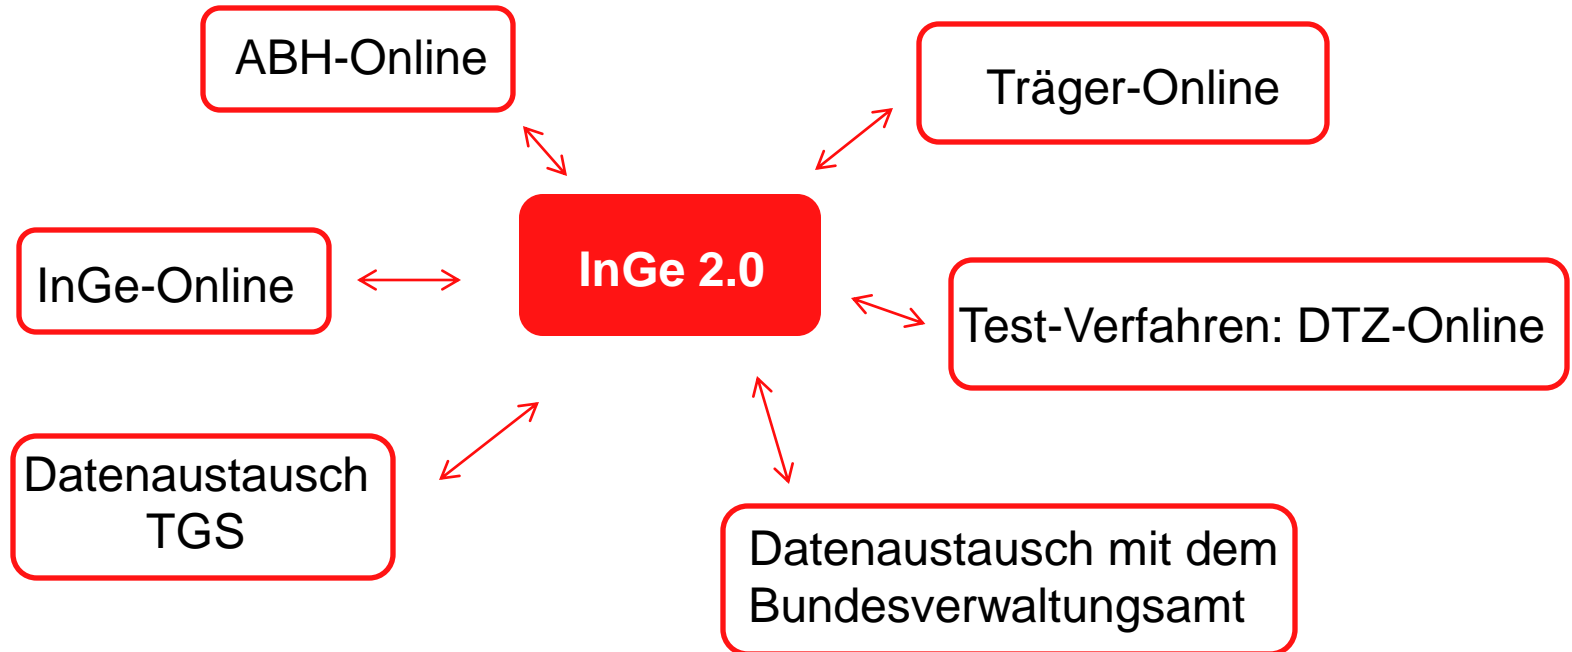 ABH-Online
Träger-Online
InGe 2.0
InGe-Online
Test-Verfahren: DTZ-Online
Datenaustausch
TGS
Datenaustausch mit dem
Bundesverwaltungsamt